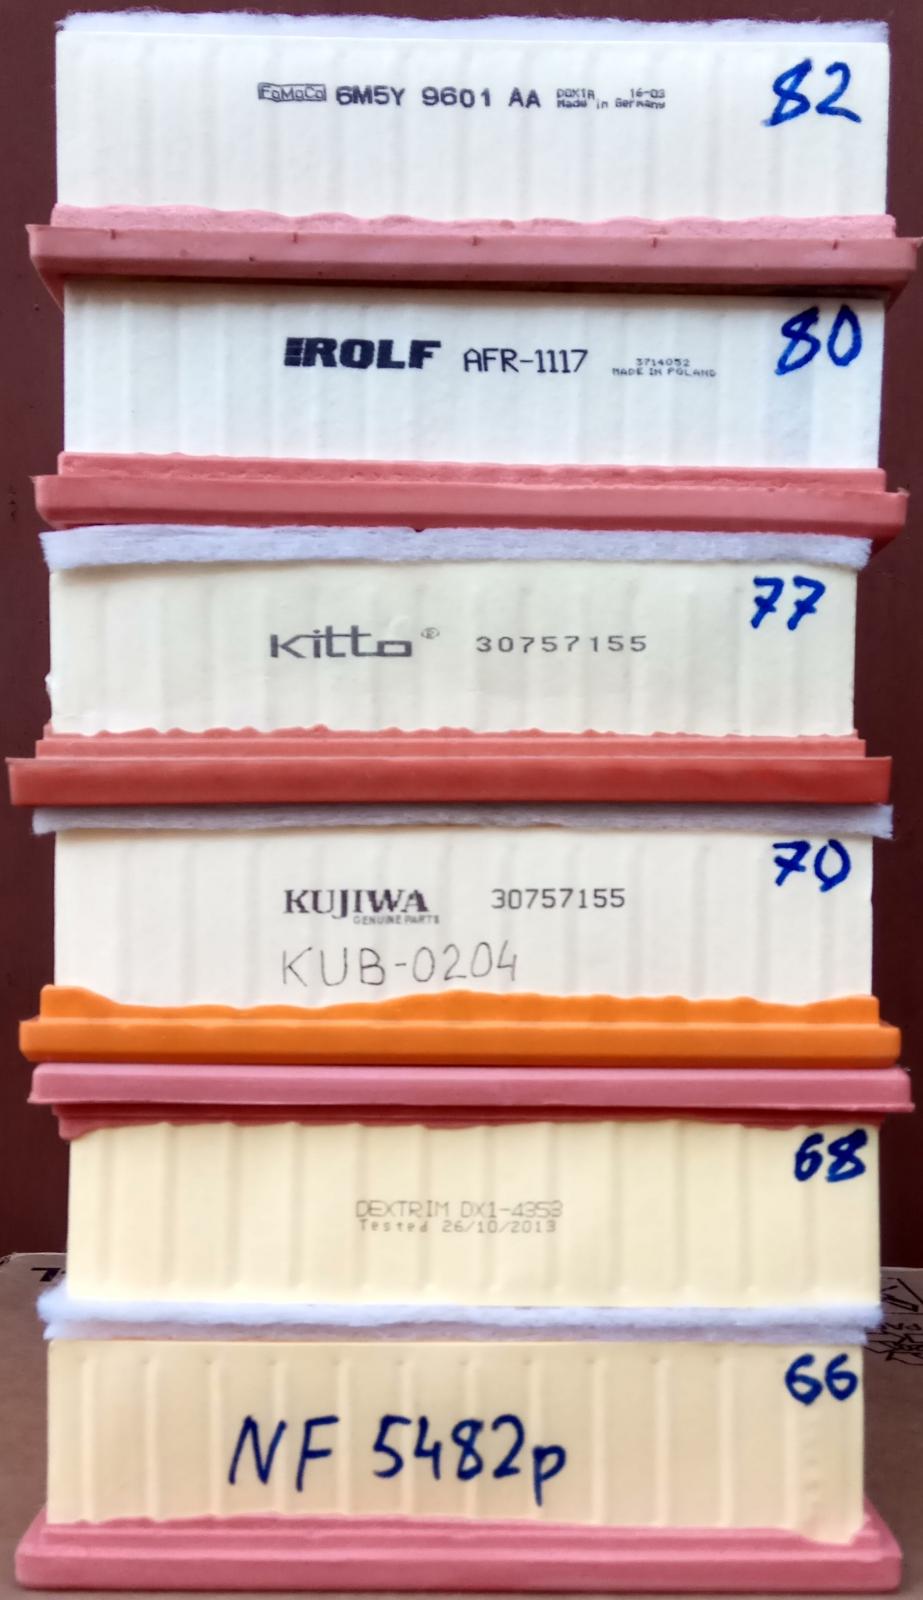 FoMoCo 6M5Y 9601 AA 16-03
Made in Germany
82
ROLF AFR-1117 3714052
MADE IN POLAND
80
Kitto® 30757155
77
KUJIWA 30757155
GENUINE PARTS
KUB-0204
70
DEXTRIM DX1-4353
Tested 26/10/2013
68
NF 5482p
66